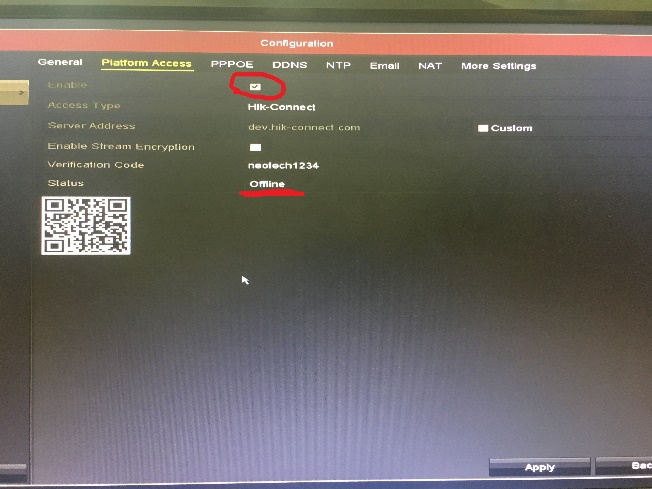 Configuration
General Platform Access PPPOE DDNS NTP Email NAT More Settings
Enable
Access Type Hik-Connect
Server Address dev.hik-connect.com Custom
Enable Stream Encryption
Verification Code neotech1234
Status Offline
Apply Bac